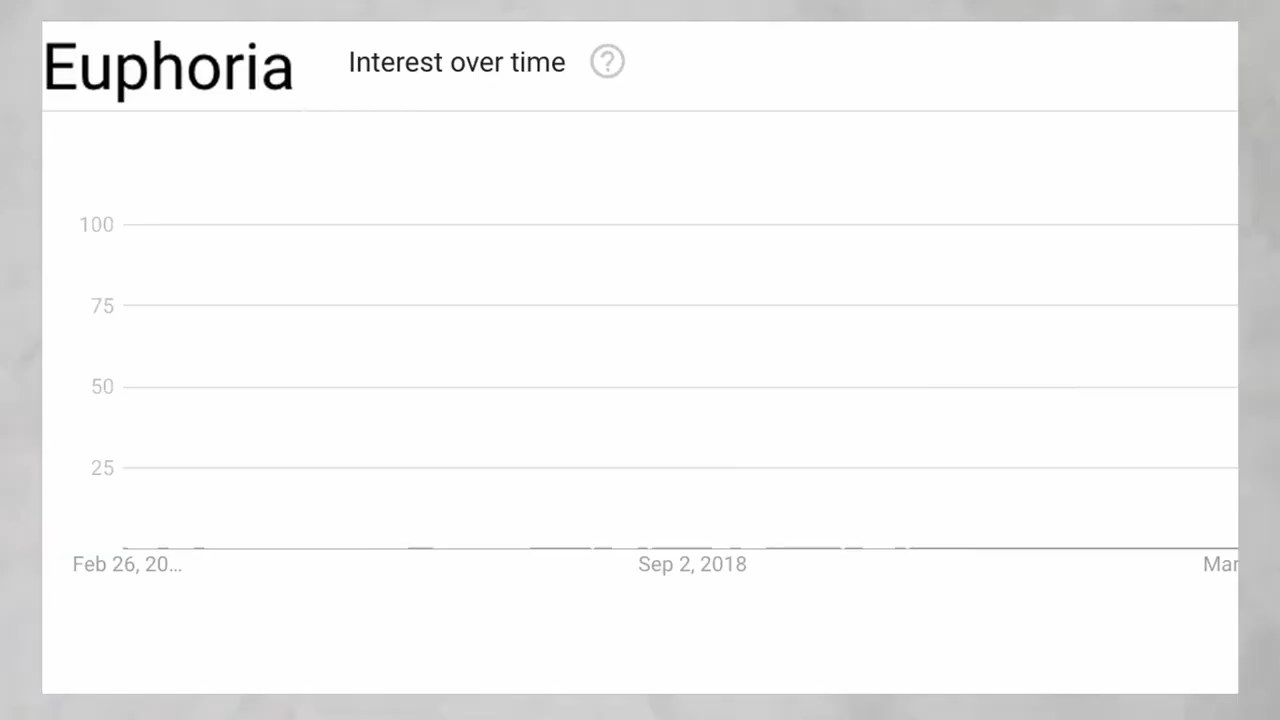 Euphoria
Interest over time ?
100
75
50
25
Feb 26, 20... Sep 2, 2018 Mar